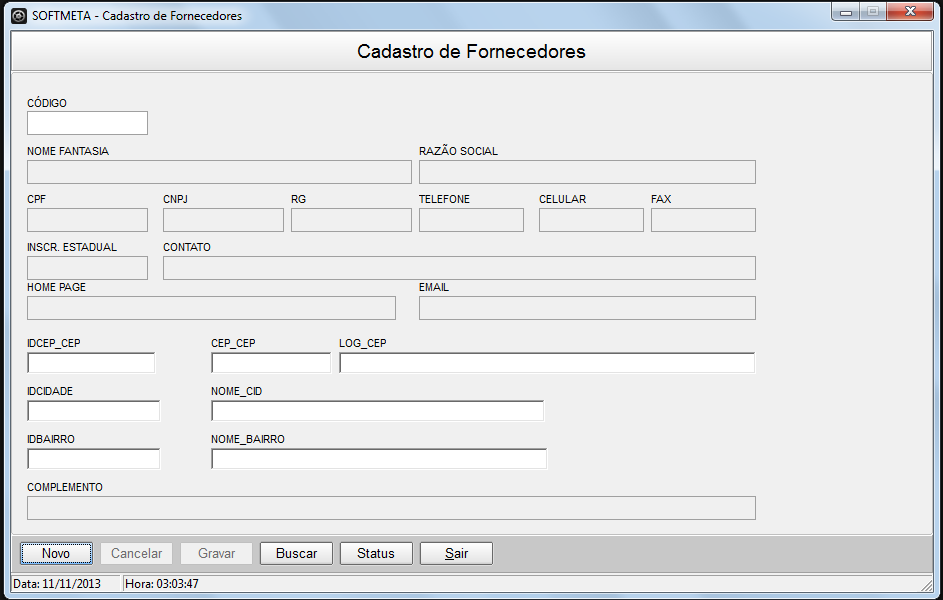 SOFTMETA - Cadastro de Fornecedores
Cadastro de Fornecedores
CÓDIGO
NOME FANTASIA RAZÃO SOCIAL
CPF CNPJ RG TELEFONE CELULAR FAX
INSCR. ESTADUAL CONTATO
HOME PAGE EMAIL
IDCEP_CEP CEP_CEP LOG_CEP
IDCIDADE NOME_CID
IDBAIRRO NOME_BAIRRO
COMPLEMENTO
Novo Cancelar Gravar Buscar Status Sair
Data: 11/11/2013 Hora: 03:03:47